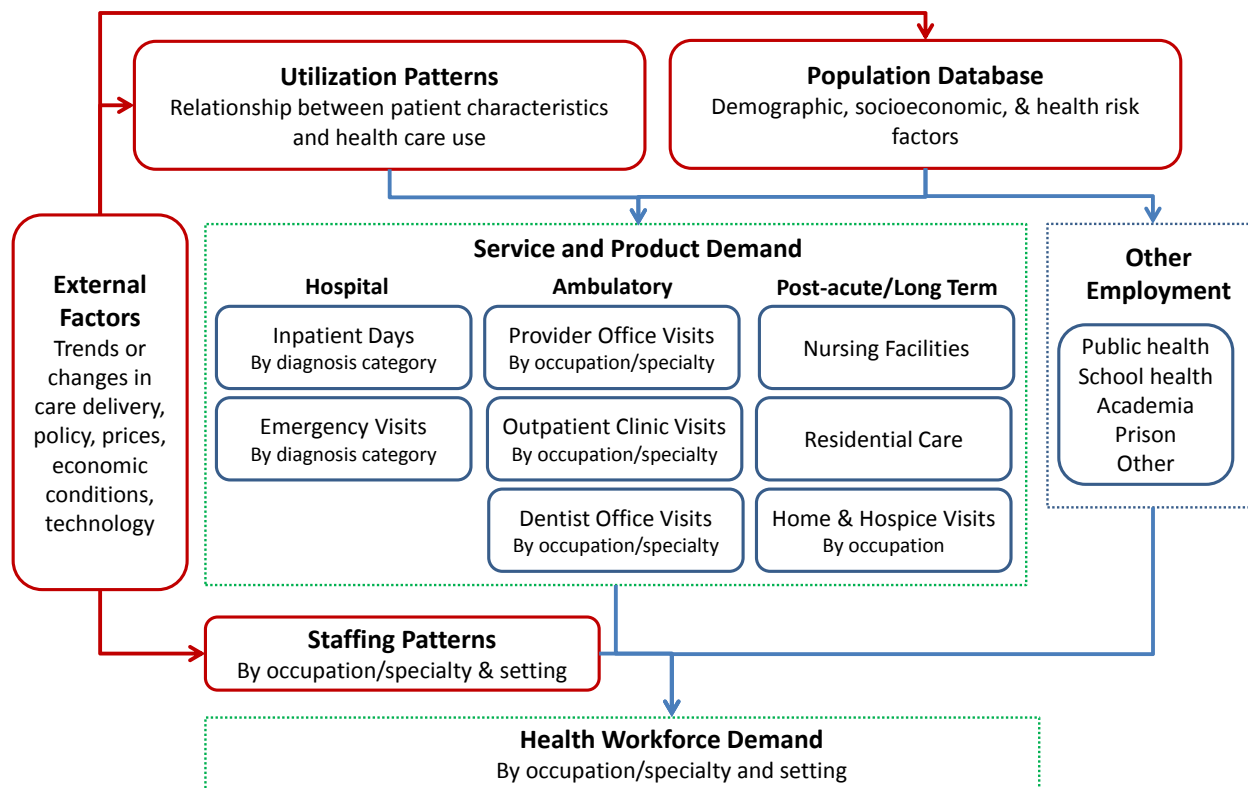 Utilization Patterns
Relationship between patient characteristics
and health care use
Population Database
Demographic, socioeconomic, & health risk
factors
External
Factors
Trends or
changes in
care delivery,
policy, prices,
economic
conditions,
technology
Service and Product Demand
Hospital
Inpatient Days
By diagnosis category
Emergency Visits
By diagnosis category
Ambulatory
Provider Office Visits
By occupation/specialty
Outpatient Clinic Visits
By occupation/specialty
Dentist Office Visits
By occupation/specialty
Post-acute/Long Term
Nursing Facilities
Residential Care
Home & Hospice Visits
By occupation
Other
Employment
Public health
School health
Academia
Prison
Other
Staffing Patterns
By occupation/specialty & setting
Health Workforce Demand
By occupation/specialty and setting